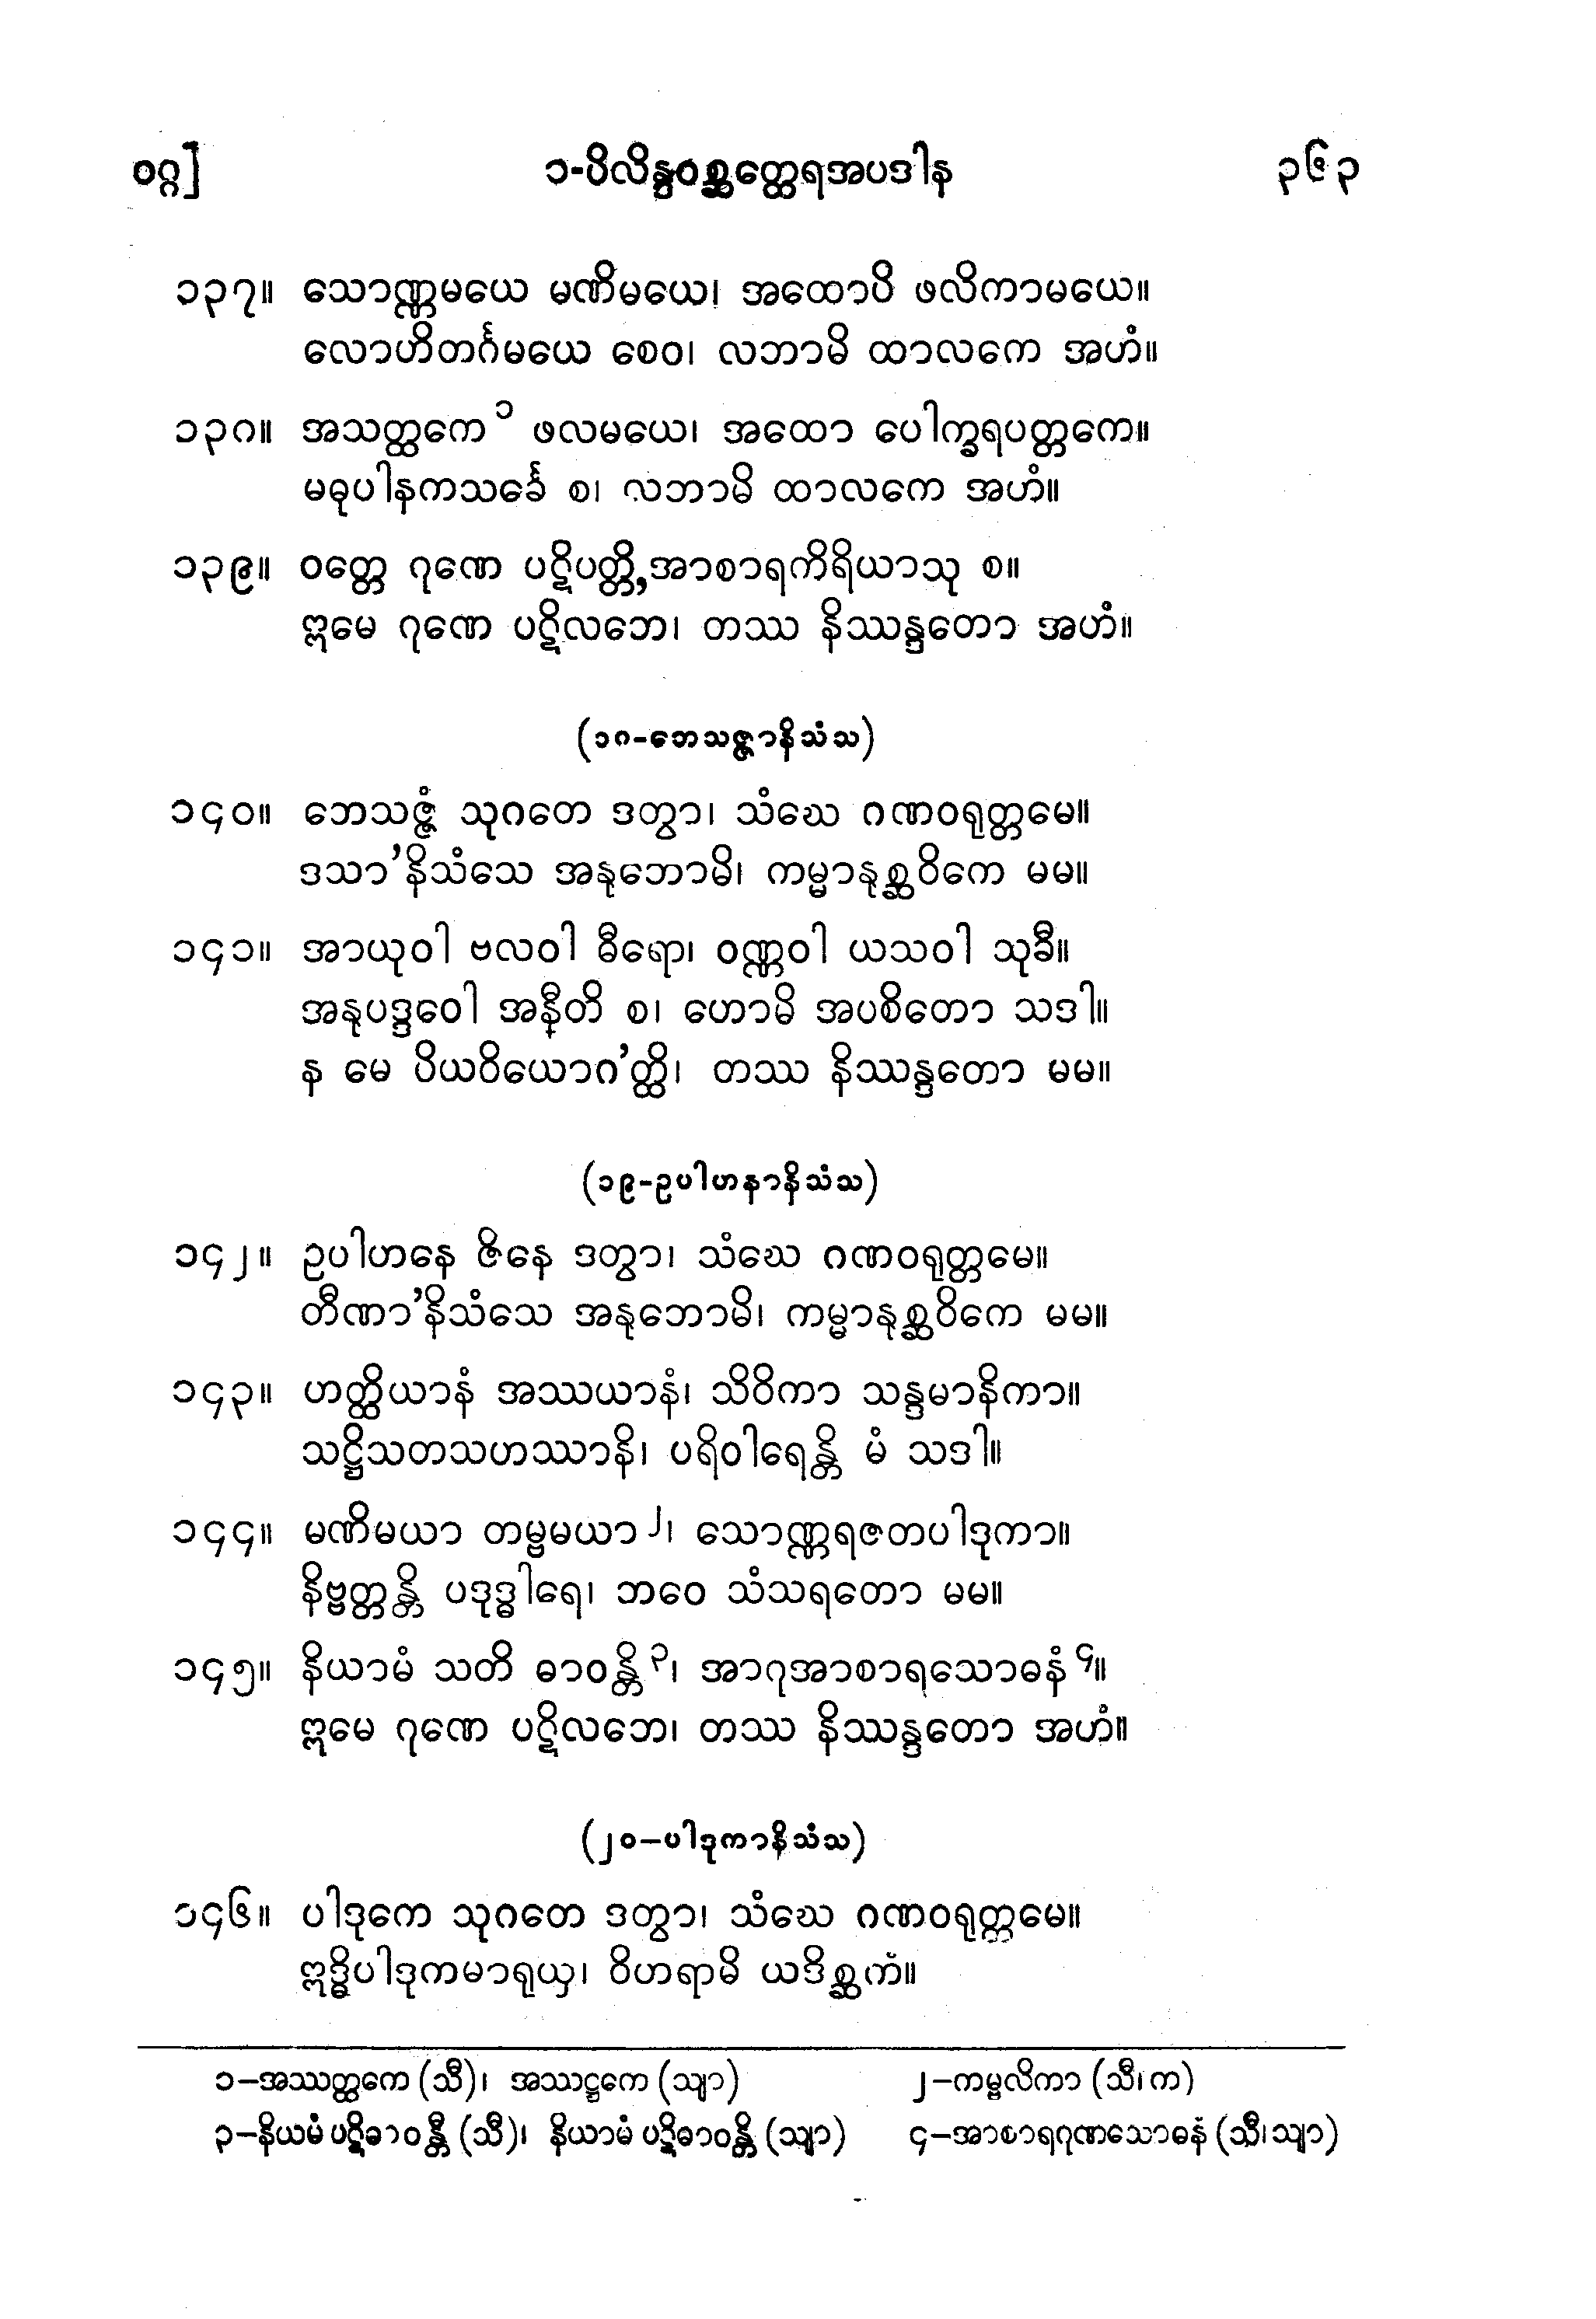 ဝဂ္ဂ]	၁-ပိလိန္ဒဝစ္ဆတ္ထေရအပဒါန	၃၆၃
၁၃၇။ သောဏ္ဏမယေ မဏိမယေ၊ အထောပိ ဖလိကာမယေ။
လောဟိတင်္ဂမယေ စေဝ၊ လဘာမိ ထာလကေ အဟံ။
၁၃၈။ အသတ္ထကေ ၁ ဖလမယေ၊ အထော ပေါက္ခရပတ္တကေ။
မဓုပါနကသင်္ခေ စ၊ လဘာမိ ထာလကေ အဟံ။
၁၃၉။ ဝတ္တေ ဂုဏေ ပဋိပတ္တိ,အာစာရကိရိယာသု စ။
ဣမေ ဂုဏေ ပဋိလဘေ၊ တဿ နိဿန္ဒတော အဟံ။
(၁၈-ဘေသဇ္ဇာနိသံသ)
၁၄၀။ ဘေသဇ္ဇံ သုဂတေ ဒတွာ၊ သံဃေ ဂဏဝရုတ္တမေ။
ဒသာ’နိသံသေ အနုဘောမိ၊ ကမ္မာနုစ္ဆဝိကေ မမ။
၁၄၁။ အာယုဝါ ဗလဝါ ဓီရော၊ ဝဏ္ဏဝါ ယသဝါ သုခီ။
အနုပဒ္ဒဝေါ အနီတိ စ၊ ဟောမိ အပစိတော သဒါ။
န မေ ပိယဝိယောဂ’တ္ထိ၊ တဿ နိဿန္ဒတော မမ။
(၁၉-ဥပါဟနာနိသံသ)
၁၄၂။ ဥပါဟနေ ဇိနေ ဒတွာ၊ သံဃေ ဂဏဝရုတ္တမေ။
တီဏာ’နိသံသေ အနုဘောမိ၊ ကမ္မာနုစ္ဆဝိကေ မမ။
၁၄၃။ ဟတ္ထိယာနံ အဿယာနံ၊ သိဝိကာ သန္ဒမာနိကာ။
သဋ္ဌိသတသဟဿာနိ၊ ပရိဝါရေန္တိ မံ သဒါ။
၁၄၄။ မဏိမယာ တမ္ဗမယာ ၂၊ သောဏ္ဏရဇတပါဒုကာ။
နိဗ္ဗတ္တန္တိ ပဒုဒ္ဓါရေ၊ ဘဝေ သံသရတော မမ။
၁၄၅။ နိယာမံ သတိ ဓာဝန္တိ ၃၊ အာဂုအာစာရသောဓနံ ၄။
ဣမေ ဂုဏေ ပဋိလဘေ၊ တဿ နိဿန္ဒတော အဟံ။
(၂၀–ပါဒုကာနိသံသ)
၁၄၆။ ပါဒုကေ သုဂတေ ဒတွာ၊ သံဃေ ဂဏဝရုတ္တမေ။
ဣဒ္ဓိပါဒုကမာရုယှ၊ ဝိဟရာမိ ယဒိစ္ဆကံ။
၁–အဿတ္ထကေ (သီ)၊ အဿဋ္ဌကေ (သျာ)	၂–ကမ္ဗလိကာ (သီ၊က)
၃–နိယမံ ပဋိဓာဝန္တီ (သီ)၊ နိယာမံ ပဋိဓာဝန္တိ (သျာ)	၄–အာစာရဂုဏသောဓနံ (သီ၊သျာ)